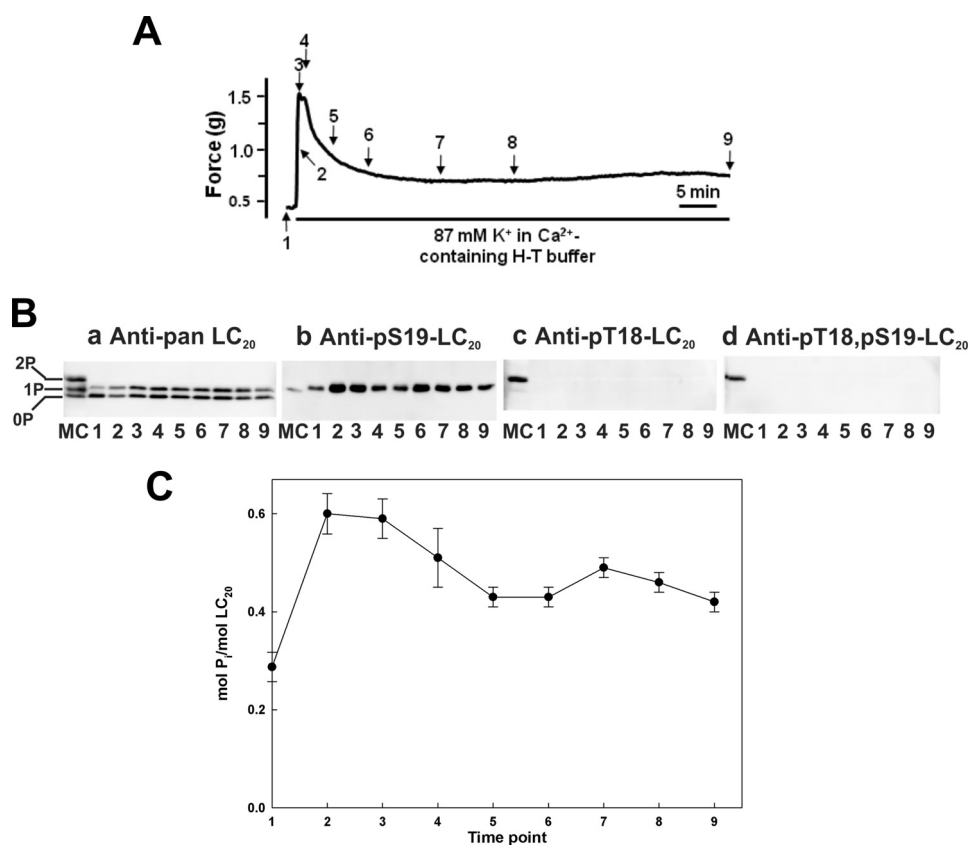 A
4
3
1.5
1.0
0.5
Force (g)
5
6
7
8
9
2
5 min
1
87 mM K⁺ in Ca²⁺-
containing H-T buffer
B
a Anti-pan LC₂₀
b Anti-pS19-LC₂₀
c Anti-pT18-LC₂₀
d Anti-pT18,pS19-LC₂₀
2P
1P
0P
MC 1 2 3 4 5 6 7 8 9
MC 1 2 3 4 5 6 7 8 9
MC 1 2 3 4 5 6 7 8 9
MC 1 2 3 4 5 6 7 8 9
C
0.6
0.4
0.2
0.0
mol Pᵢ/mol LC₂₀
1 2 3 4 5 6 7 8 9
Time point